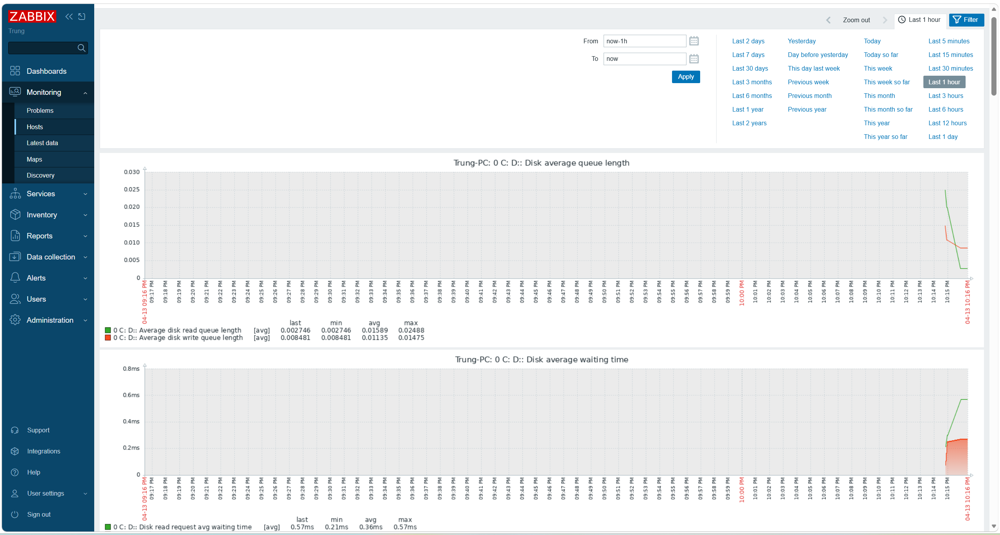 ZABBIX
Trung
Dashboards
Monitoring
Problems
Hosts
Latest data
Maps
Discovery
Services
Inventory
Reports
Data collection
Alerts
Users
Administration
Support
Integrations
Help
User settings
Sign out
Zoom out
Last 1 hour
Filter
From now-1h
To now
Apply
Last 2 days Yesterday Today Last 5 minutes
Last 7 days Day before yesterday Today so far Last 15 minutes
Last 30 days This day last week This week Last 30 minutes
Last 3 months Previous week This week so far Last 1 hour
Last 6 months Previous month This month Last 3 hours
Last 1 year Previous year This month so far Last 6 hours
Last 2 years This year Last 12 hours
This year so far Last 1 day
Trung-PC: 0 C: D:: Disk average queue length
0.030
0.025
0.020
0.015
0.010
0.005
0
04-13 09:16 PM 09:17 PM 09:18 PM 09:19 PM 09:20 PM 09:21 PM 09:22 PM 09:23 PM 09:24 PM 09:25 PM 09:26 PM 09:27 PM 09:28 PM 09:29 PM 09:30 PM 09:31 PM 09:32 PM 09:33 PM 09:34 PM 09:35 PM 09:36 PM 09:37 PM 09:38 PM 09:39 PM 09:40 PM 09:41 PM 09:42 PM 09:43 PM 09:44 PM 09:45 PM 09:46 PM 09:47 PM 09:48 PM 09:49 PM 09:50 PM 09:51 PM 09:52 PM 09:53 PM 09:54 PM 09:55 PM 09:56 PM 09:57 PM 09:58 PM 09:59 PM 10:00 PM 10:01 PM 10:02 PM 10:03 PM 10:04 PM 10:05 PM 10:06 PM 10:07 PM 10:08 PM 10:09 PM 10:10 PM 10:11 PM 10:12 PM 10:13 PM 10:14 PM 10:15 PM 04-13 10:16 PM
last min avg max
0 C: D:: Average disk read queue length [avg] 0.002746 0.002746 0.01589 0.02488
0 C: D:: Average disk write queue length [avg] 0.008481 0.008481 0.01135 0.01475
Trung-PC: 0 C: D:: Disk average waiting time
0.8ms
0.6ms
0.4ms
0.2ms
0
04-13 09:16 PM 09:17 PM 09:18 PM 09:19 PM 09:20 PM 09:21 PM 09:22 PM 09:23 PM 09:24 PM 09:25 PM 09:26 PM 09:27 PM 09:28 PM 09:29 PM 09:30 PM 09:31 PM 09:32 PM 09:33 PM 09:34 PM 09:35 PM 09:36 PM 09:37 PM 09:38 PM 09:39 PM 09:40 PM 09:41 PM 09:42 PM 09:43 PM 09:44 PM 09:45 PM 09:46 PM 09:47 PM 09:48 PM 09:49 PM 09:50 PM 09:51 PM 09:52 PM 09:53 PM 09:54 PM 09:55 PM 09:56 PM 09:57 PM 09:58 PM 09:59 PM 10:00 PM 10:01 PM 10:02 PM 10:03 PM 10:04 PM 10:05 PM 10:06 PM 10:07 PM 10:08 PM 10:09 PM 10:10 PM 10:11 PM 10:12 PM 10:13 PM 10:14 PM 10:15 PM 04-13 10:16 PM
last min avg max
0 C: D:: Disk read request avg waiting time [avg] 0.57ms 0.21ms 0.36ms 0.57ms